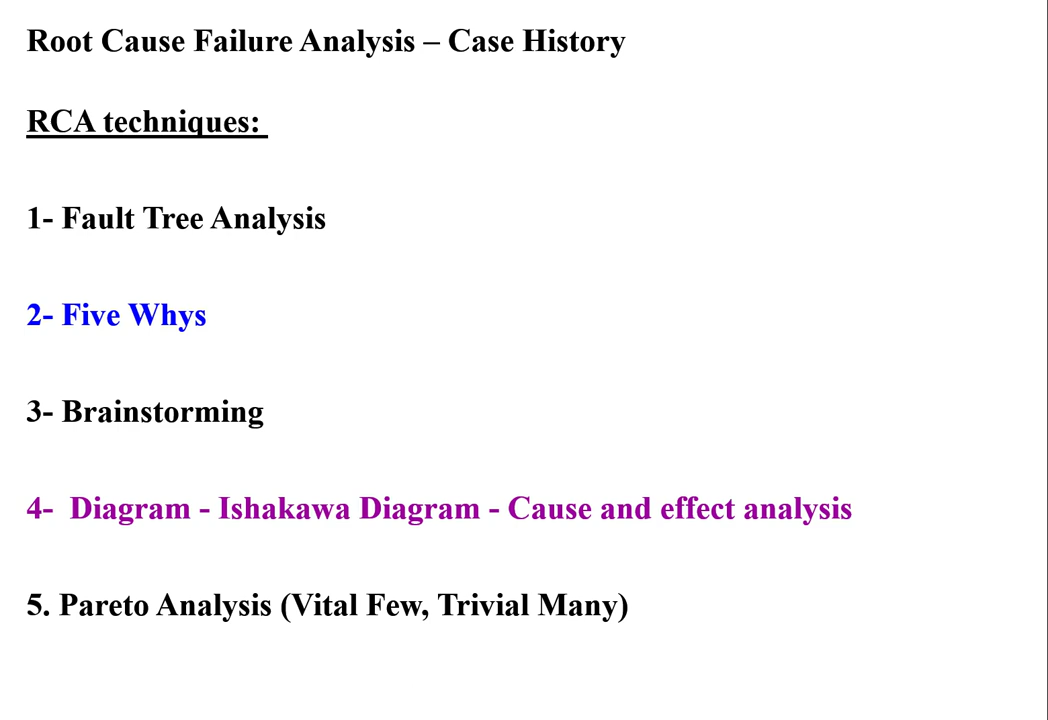 Root Cause Failure Analysis – Case History
RCA techniques:
1- Fault Tree Analysis
2- Five Whys
3- Brainstorming
4-  Diagram - Ishakawa Diagram - Cause and effect analysis
5. Pareto Analysis (Vital Few, Trivial Many)